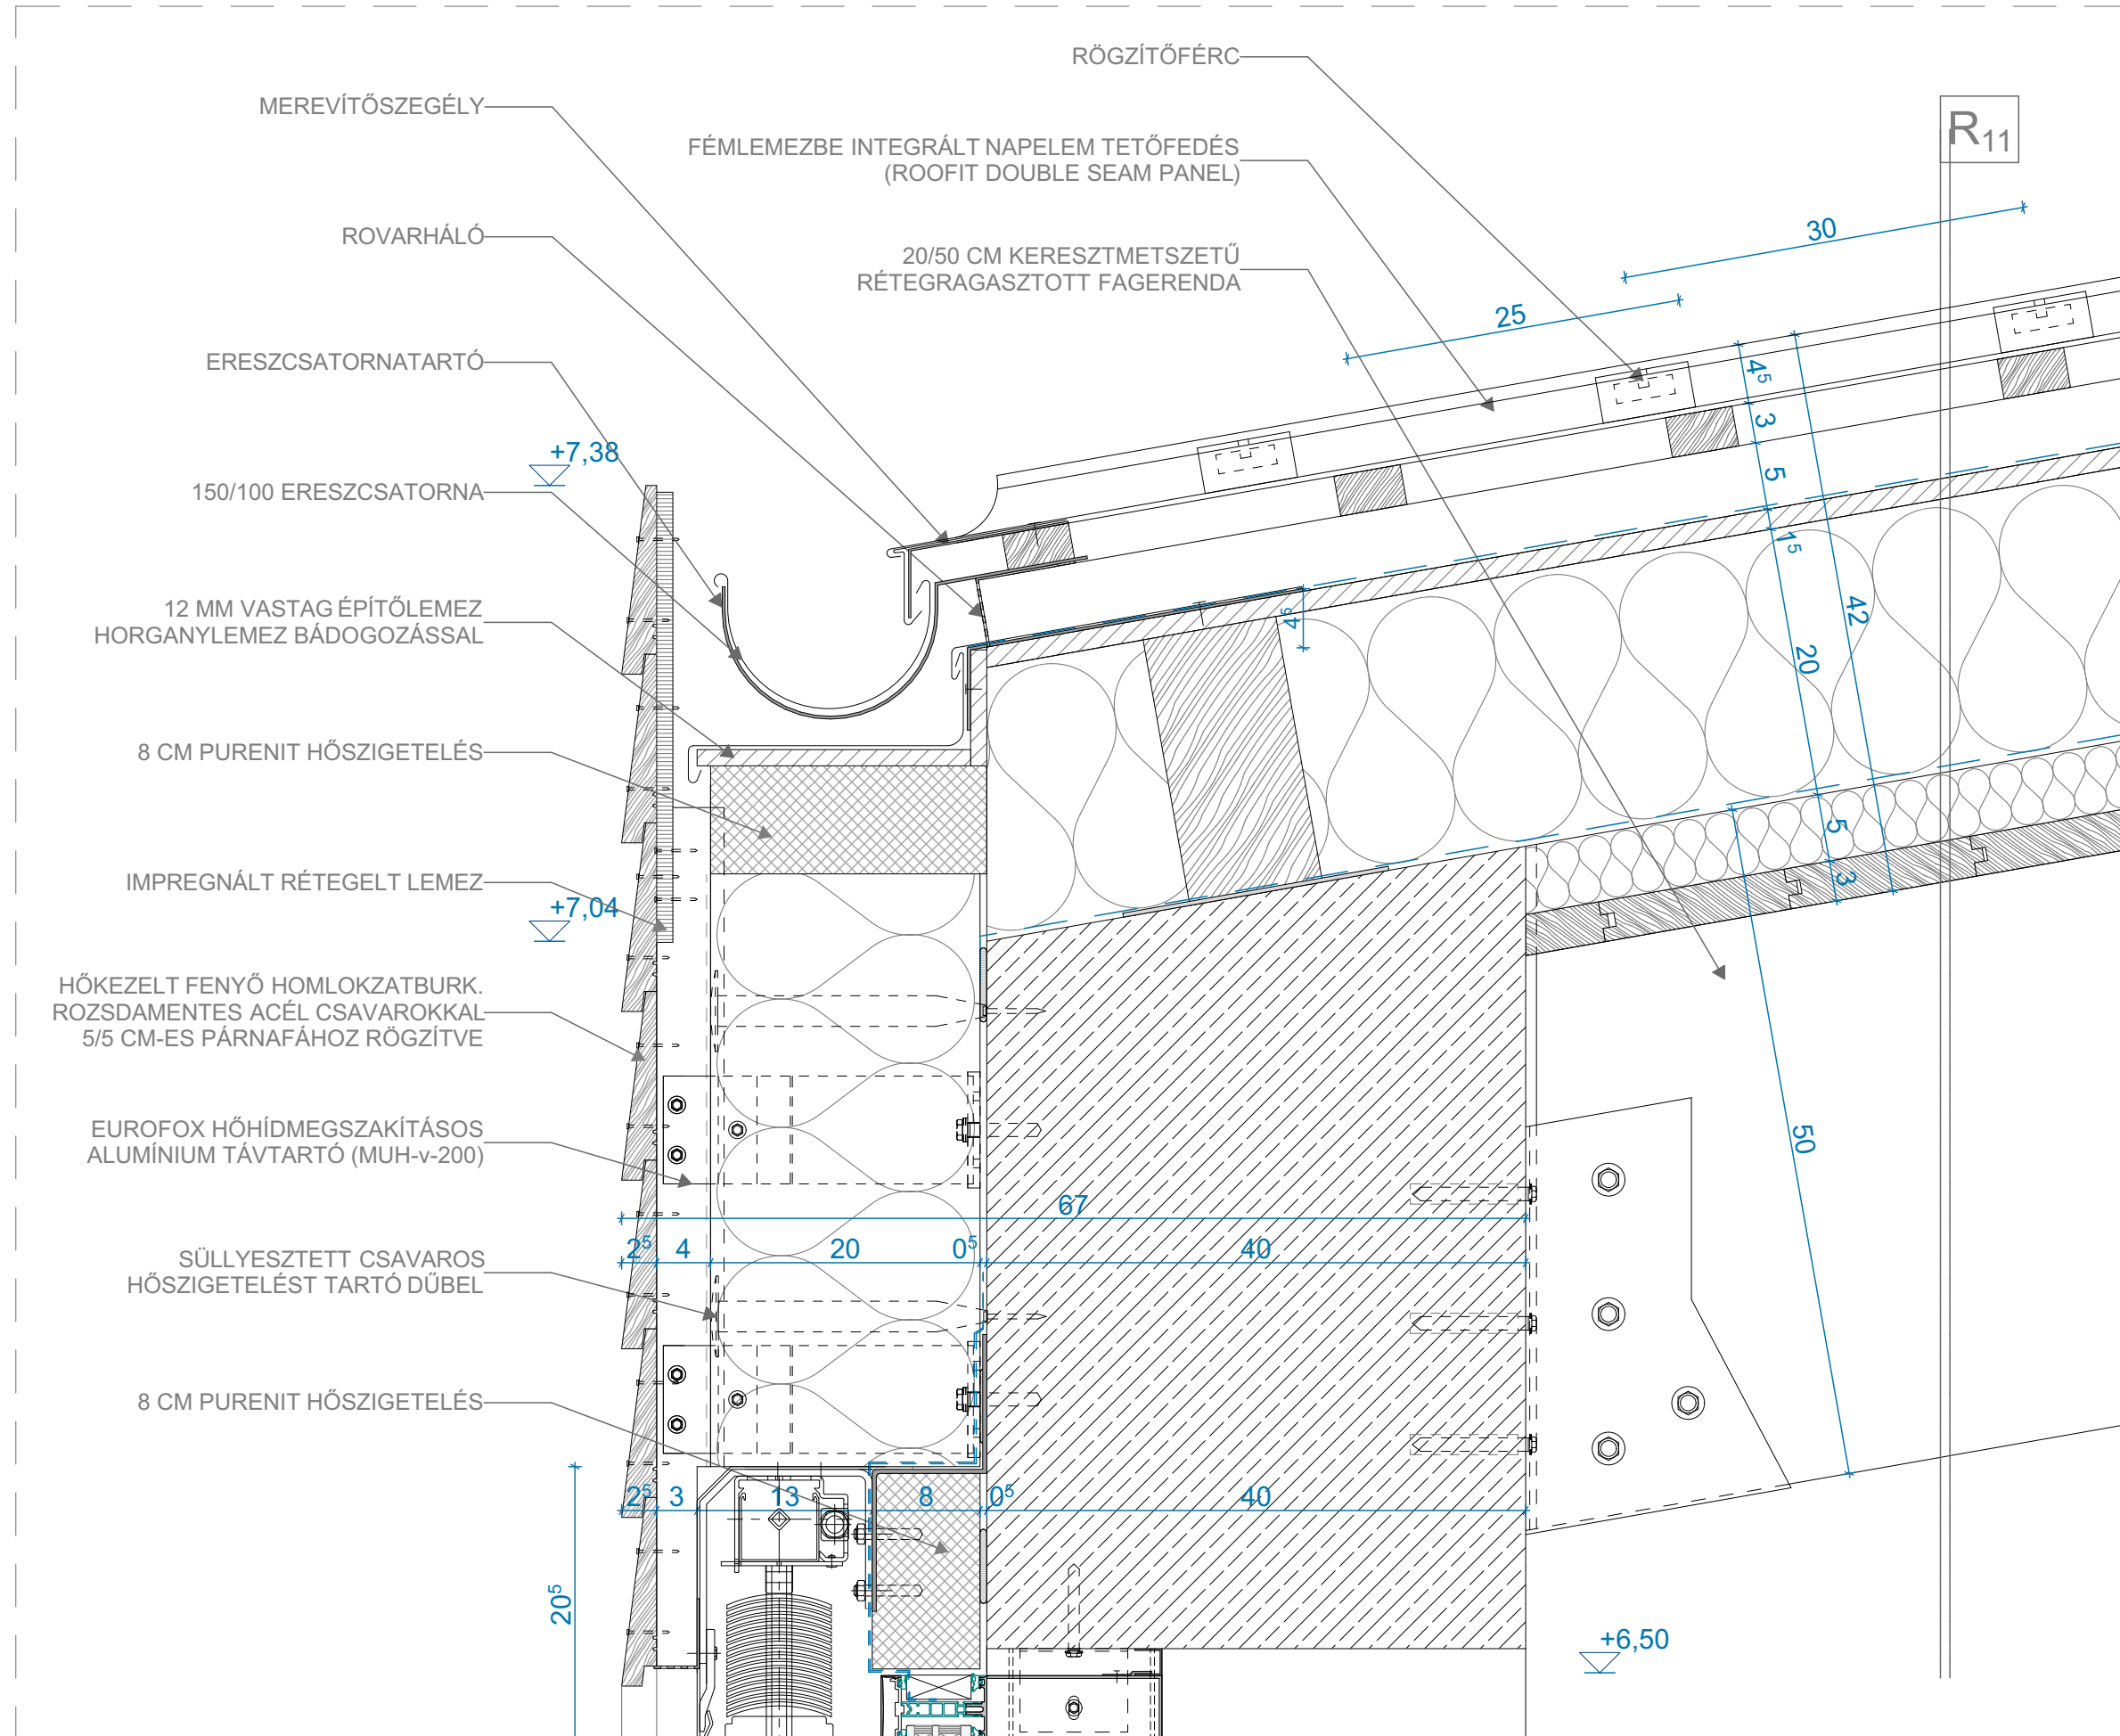 RÖGZÍTŐFÉRC
MEREVÍTŐSZEGÉLY
R11
FÉMLEMEZBE INTEGRÁLT NAPELEM TETŐFEDÉS
(ROOFIT DOUBLE SEAM PANEL)
ROVARHÁLÓ
30
20/50 CM KERESZTMETSZETŰ
RÉTEGRAGASZTOTT FAGERENDA
25
ERESZCSATORNATARTÓ
4⁵
3
+7,38
5
150/100 ERESZCSATORNA
1⁵
12 MM VASTAG ÉPÍTŐLEMEZ
HORGANYLEMEZ BÁDOGOZÁSSAL
4⁵
42
20
8 CM PURENIT HŐSZIGETELÉS
5
3
IMPREGNÁLT RÉTEGELT LEMEZ
+7,04
HŐKEZELT FENYŐ HOMLOKZATBURK.
ROZSDAMENTES ACÉL CSAVAROKKAL
5/5 CM-ES PÁRNAFÁHOZ RÖGZÍTVE
EUROFOX HŐHÍDMEGSZAKÍTÁSOS
ALUMÍNIUM TÁVTARTÓ (MUH-v-200)
50
67
2⁵ 4 20 0⁵ 40
SÜLLYESZTETT CSAVAROS
HŐSZIGETELÉST TARTÓ DŰBEL
8 CM PURENIT HŐSZIGETELÉS
2⁵ 3 13 8 0⁵ 40
20⁵
+6,50